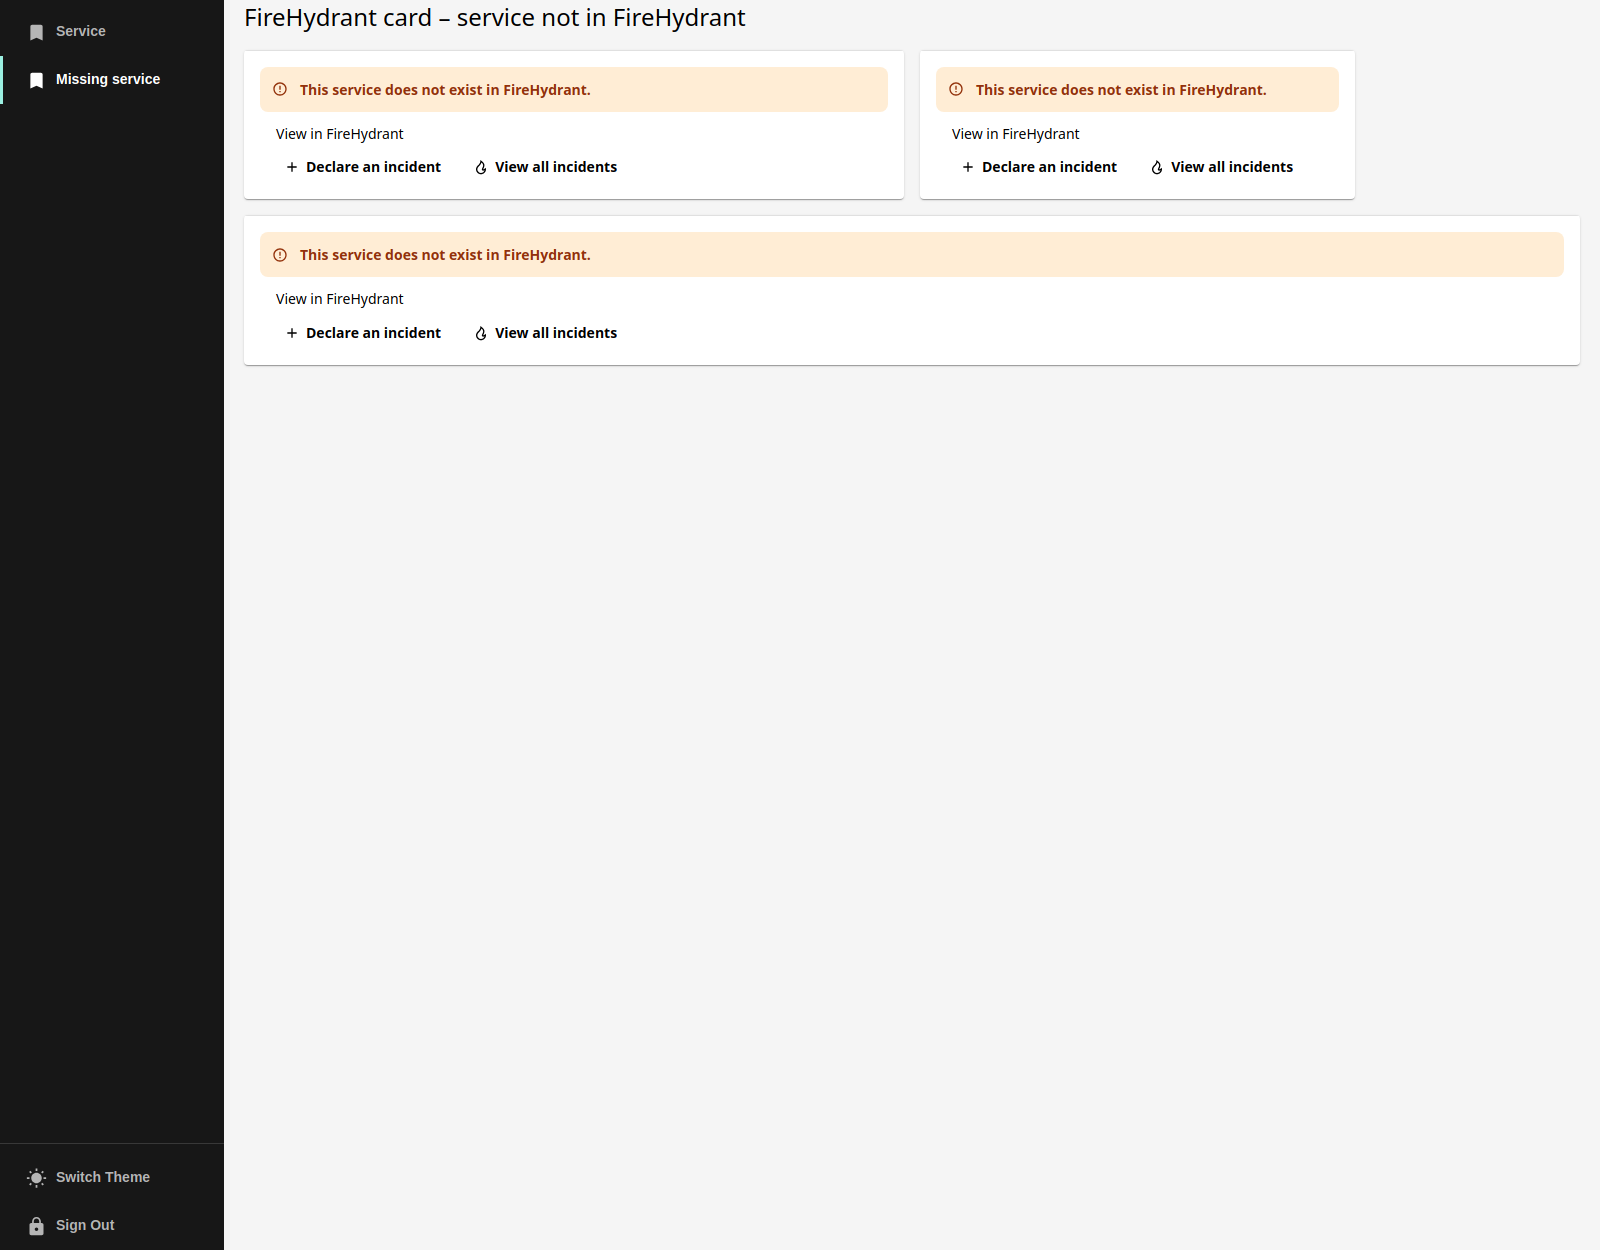 Service
Missing service
Switch Theme
Sign Out
FireHydrant card – service not in FireHydrant
This service does not exist in FireHydrant.
View in FireHydrant
Declare an incident
View all incidents
This service does not exist in FireHydrant.
View in FireHydrant
Declare an incident
View all incidents
This service does not exist in FireHydrant.
View in FireHydrant
Declare an incident
View all incidents